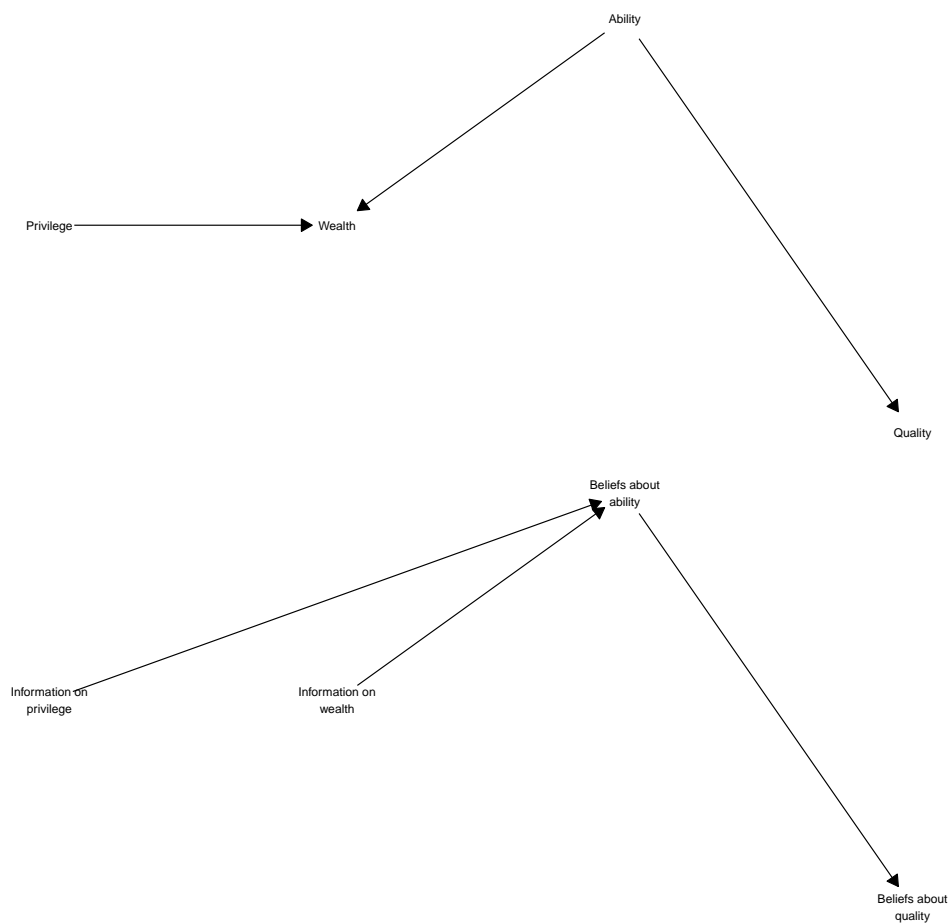 Ability
Privilege
Wealth
Quality
Beliefs about
ability
Information on
privilege
Information on
wealth
Beliefs about
quality